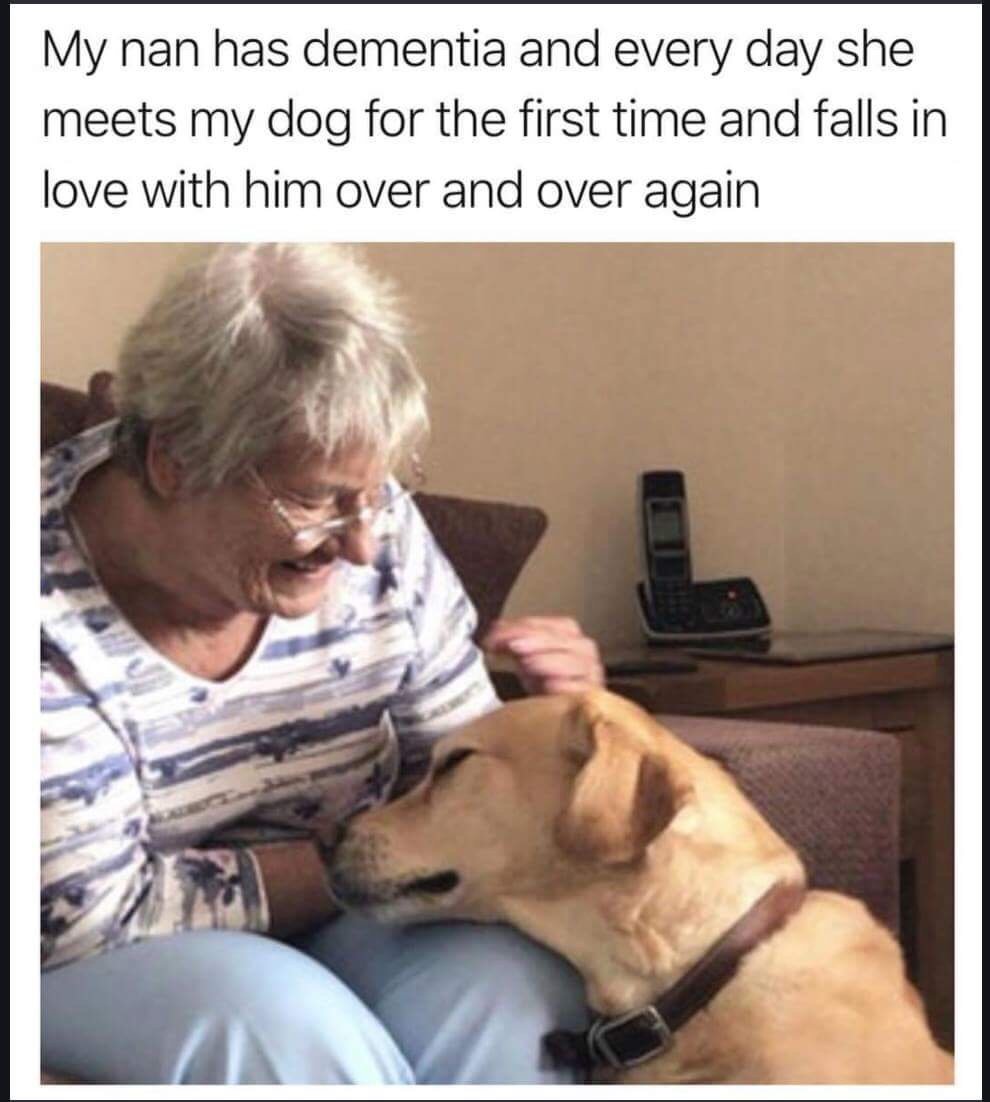 My nan has dementia and every day she
meets my dog for the first time and falls in
love with him over and over again